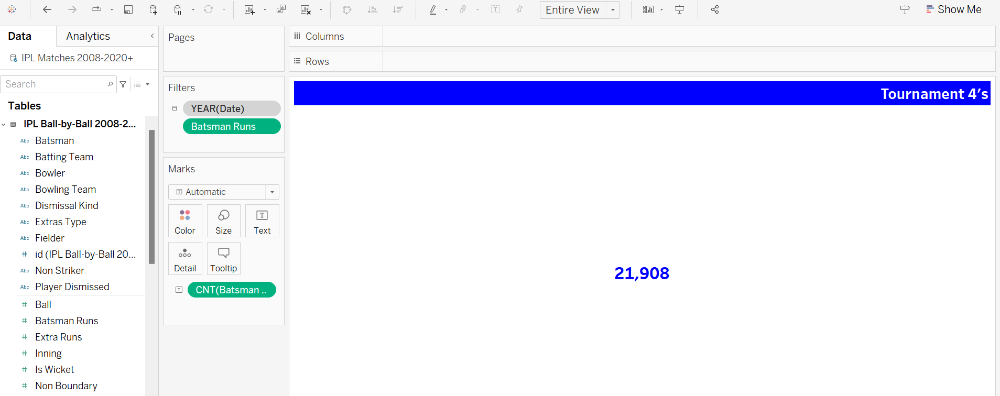 Entire View
Show Me
Data
Analytics
IPL Matches 2008-2020+
Search
Tables
IPL Ball-by-Ball 2008-2...
Abc Batsman
Abc Batting Team
Abc Bowler
Abc Bowling Team
Abc Dismissal Kind
Abc Extras Type
Abc Fielder
# id (IPL Ball-by-Ball 20...
Abc Non Striker
Abc Player Dismissed
# Ball
# Batsman Runs
# Extra Runs
# Inning
# Is Wicket
# Non Boundary
Pages
Filters
YEAR(Date)
Batsman Runs
Marks
Automatic
Color
Size
Text
Detail
Tooltip
CNT(Batsman ..
Columns
Rows
Tournament 4’s
21,908